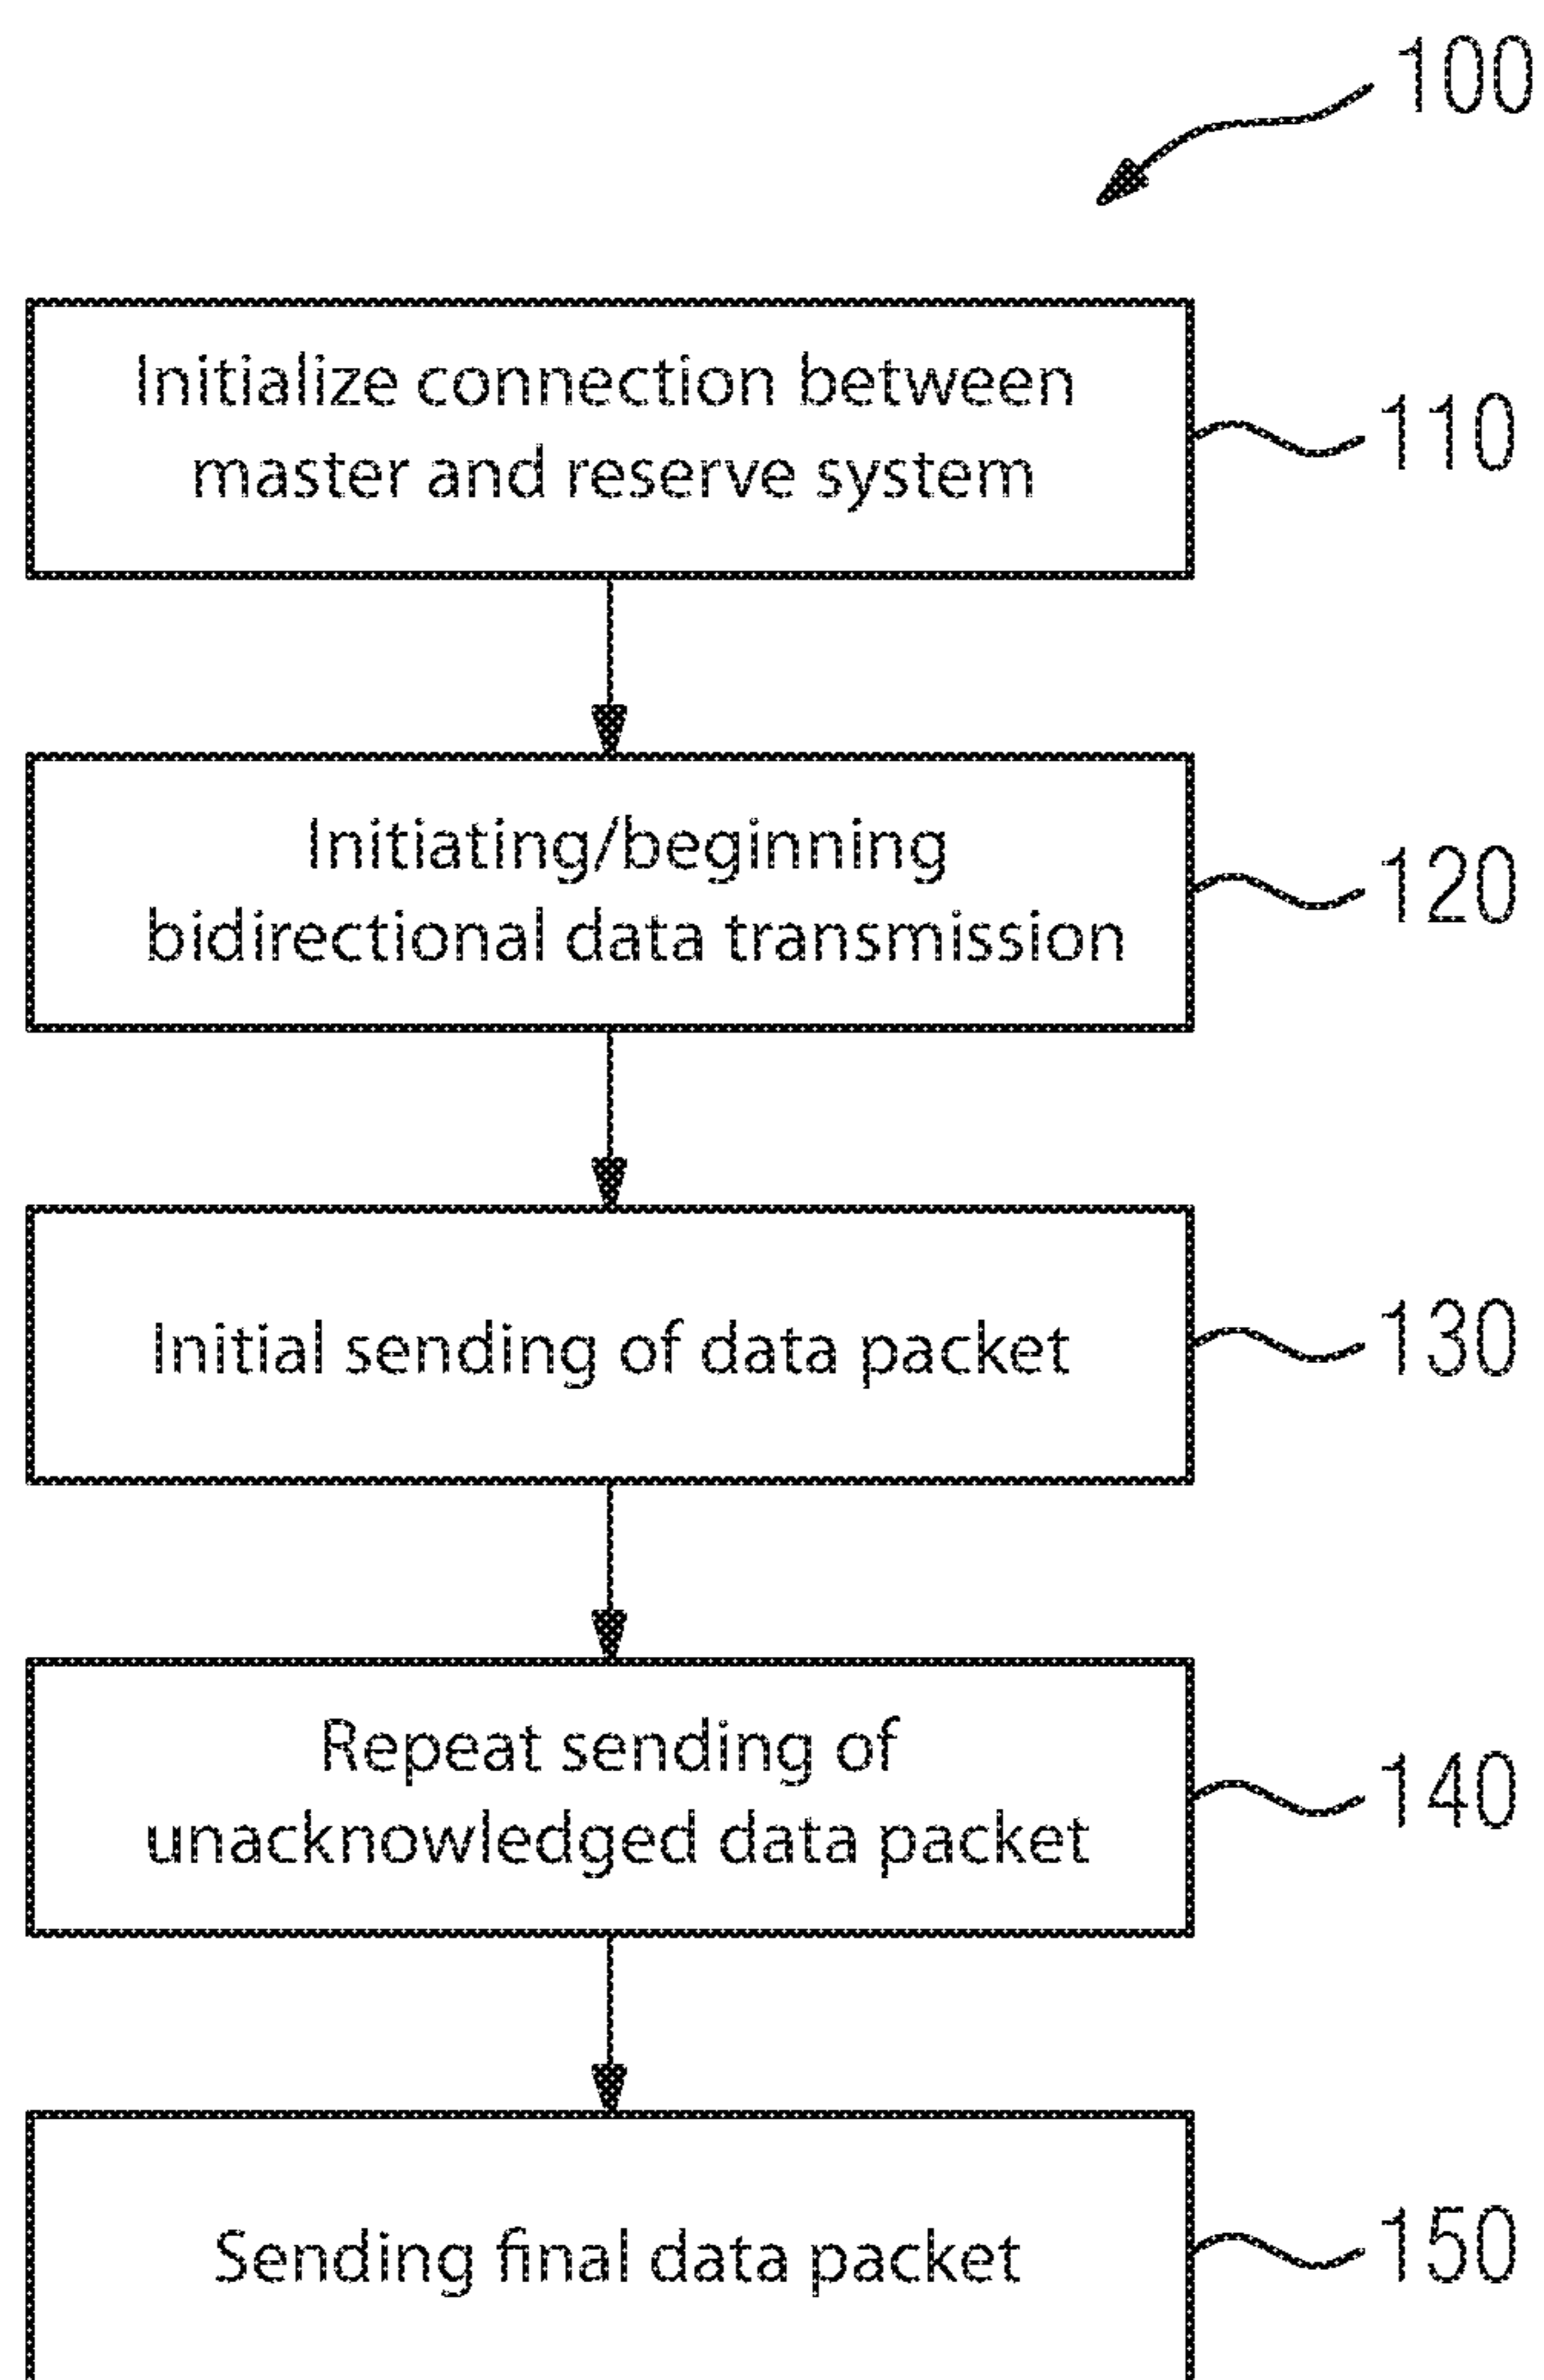 100
Initialize connection between
master and reserve system
110
Initiating/beginning
bidirectional data transmission
120
Initial sending of data packet
130
Repeat sending of
unacknowledged data packet
140
Sending final data packet
150